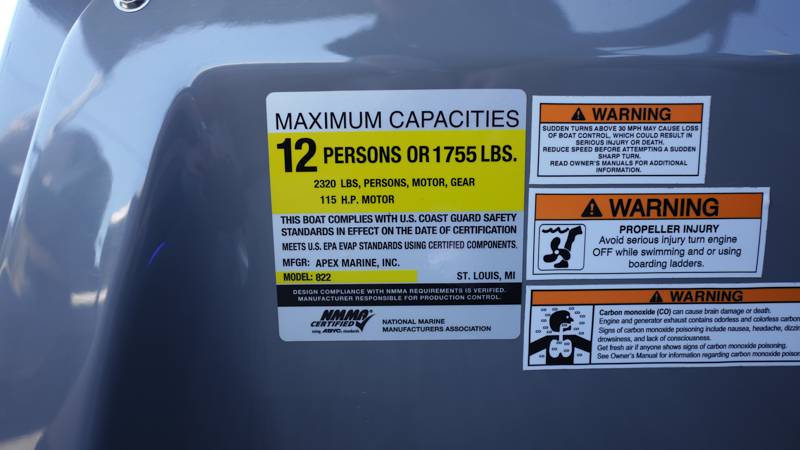 MAXIMUM CAPACITIES
12 PERSONS OR 1755 LBS.
2320 LBS, PERSONS, MOTOR, GEAR
115 H.P. MOTOR
THIS BOAT COMPLIES WITH U.S. COAST GUARD SAFETY
STANDARDS IN EFFECT ON THE DATE OF CERTIFICATION
MEETS U.S. EPA EVAP STANDARDS USING CERTIFIED COMPONENTS.
MFGR: APEX MARINE, INC.
MODEL: 822 ST. LOUIS, MI
DESIGN COMPLIANCE WITH NMMA REQUIREMENTS IS VERIFIED.
MANUFACTURER RESPONSIBLE FOR PRODUCTION CONTROL.
NMMA
CERTIFIED
using ABYC standards
NATIONAL MARINE
MANUFACTURERS ASSOCIATION
WARNING
SUDDEN TURNS ABOVE 30 MPH MAY CAUSE LOSS
OF BOAT CONTROL, WHICH COULD RESULT IN
SERIOUS INJURY OR DEATH.
REDUCE SPEED BEFORE ATTEMPTING A SUDDEN
SHARP TURN.
READ OWNER'S MANUALS FOR ADDITIONAL
INFORMATION.
WARNING
PROPELLER INJURY
Avoid serious injury turn engine
OFF while swimming and or using
boarding ladders.
WARNING
Carbon monoxide (CO) can cause brain damage or death.
Engine and generator exhaust contains odorless and colorless carbon
Signs of carbon monoxide poisoning include nausea, headache,
drowsiness, and lack of consciousness.
Get fresh air if anyone shows signs of carbon monoxide poisoning.
See Owner's Manual for information regarding carbon monoxide